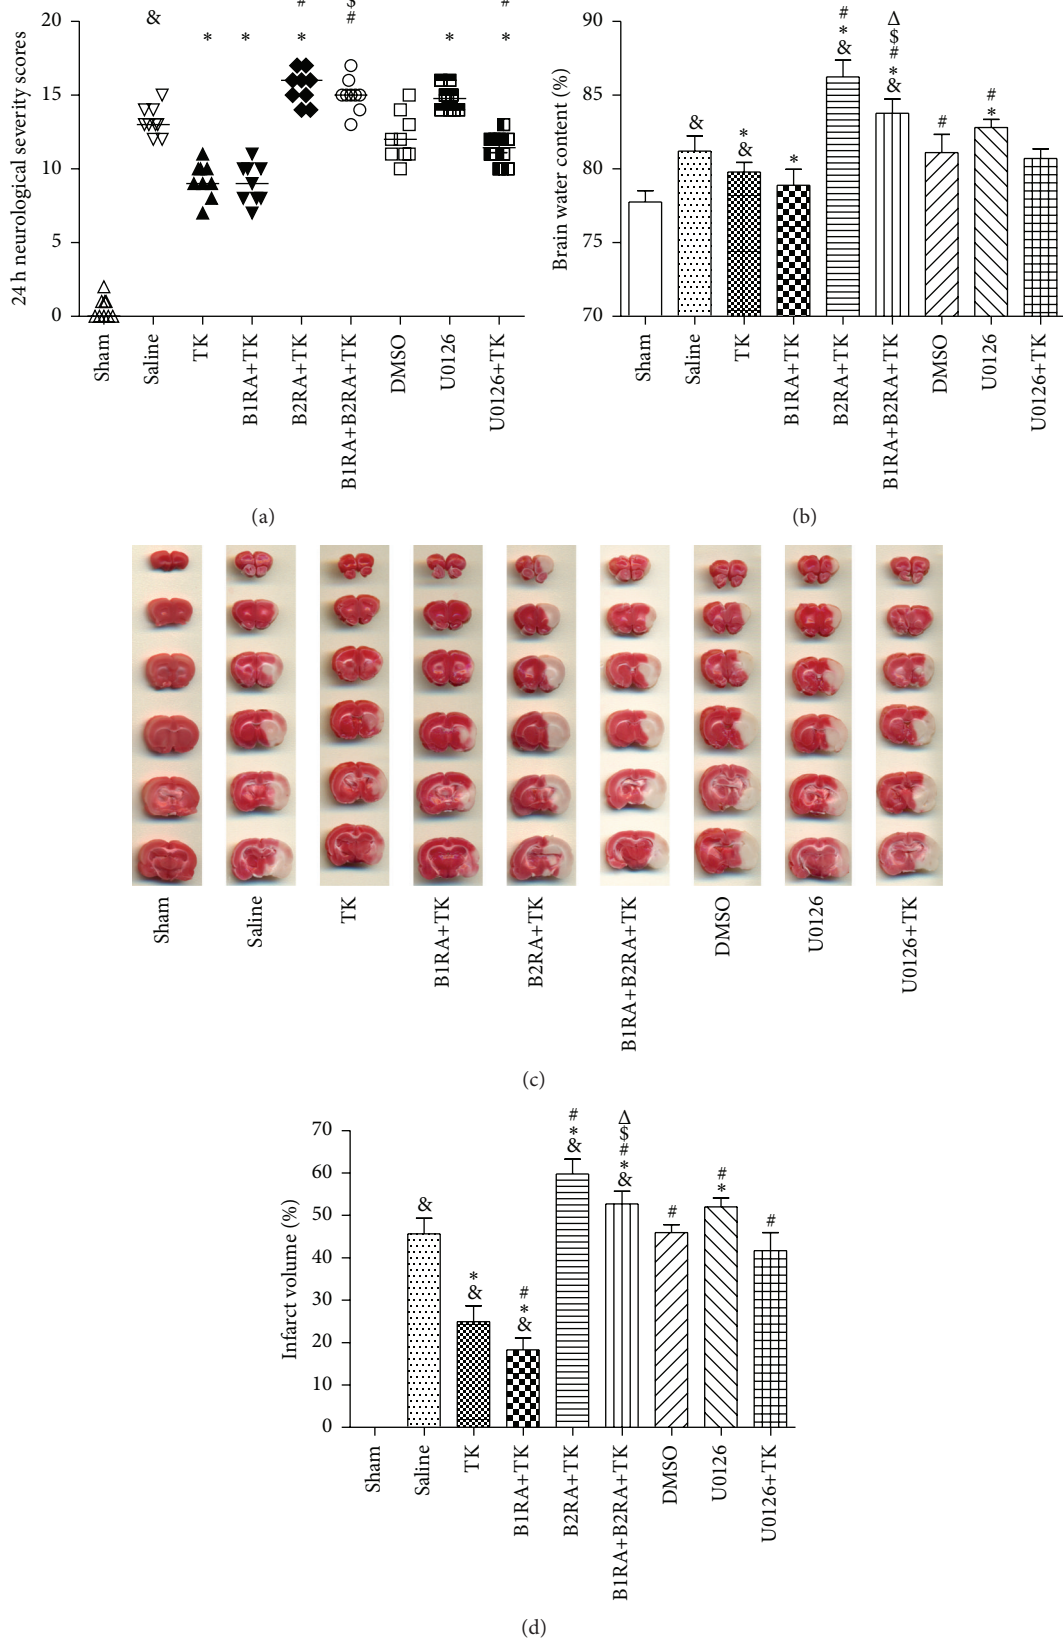 # $
& #
* * * * *
#
24 h neurological severity scores
20
15
10
5
0
Sham
Saline
TK
B1RA+TK
B2RA+TK
B1RA+B2RA+TK
DMSO
U0126
U0126+TK
(a)
Brain water content (%)
90
85
80
75
70
&
*
&
*
#
*
&
Δ
$
#
*
&
#
#
*
Sham
Saline
TK
B1RA+TK
B2RA+TK
B1RA+B2RA+TK
DMSO
U0126
U0126+TK
(b)
Sham
Saline
TK
B1RA+TK
B2RA+TK
B1RA+B2RA+TK
DMSO
U0126
U0126+TK
(c)
Infarct volume (%)
70
60
50
40
30
20
10
0
&
*
&
#
*
&
#
*
&
Δ
$
#
*
&
#
#
*
#
Sham
Saline
TK
B1RA+TK
B2RA+TK
B1RA+B2RA+TK
DMSO
U0126
U0126+TK
(d)